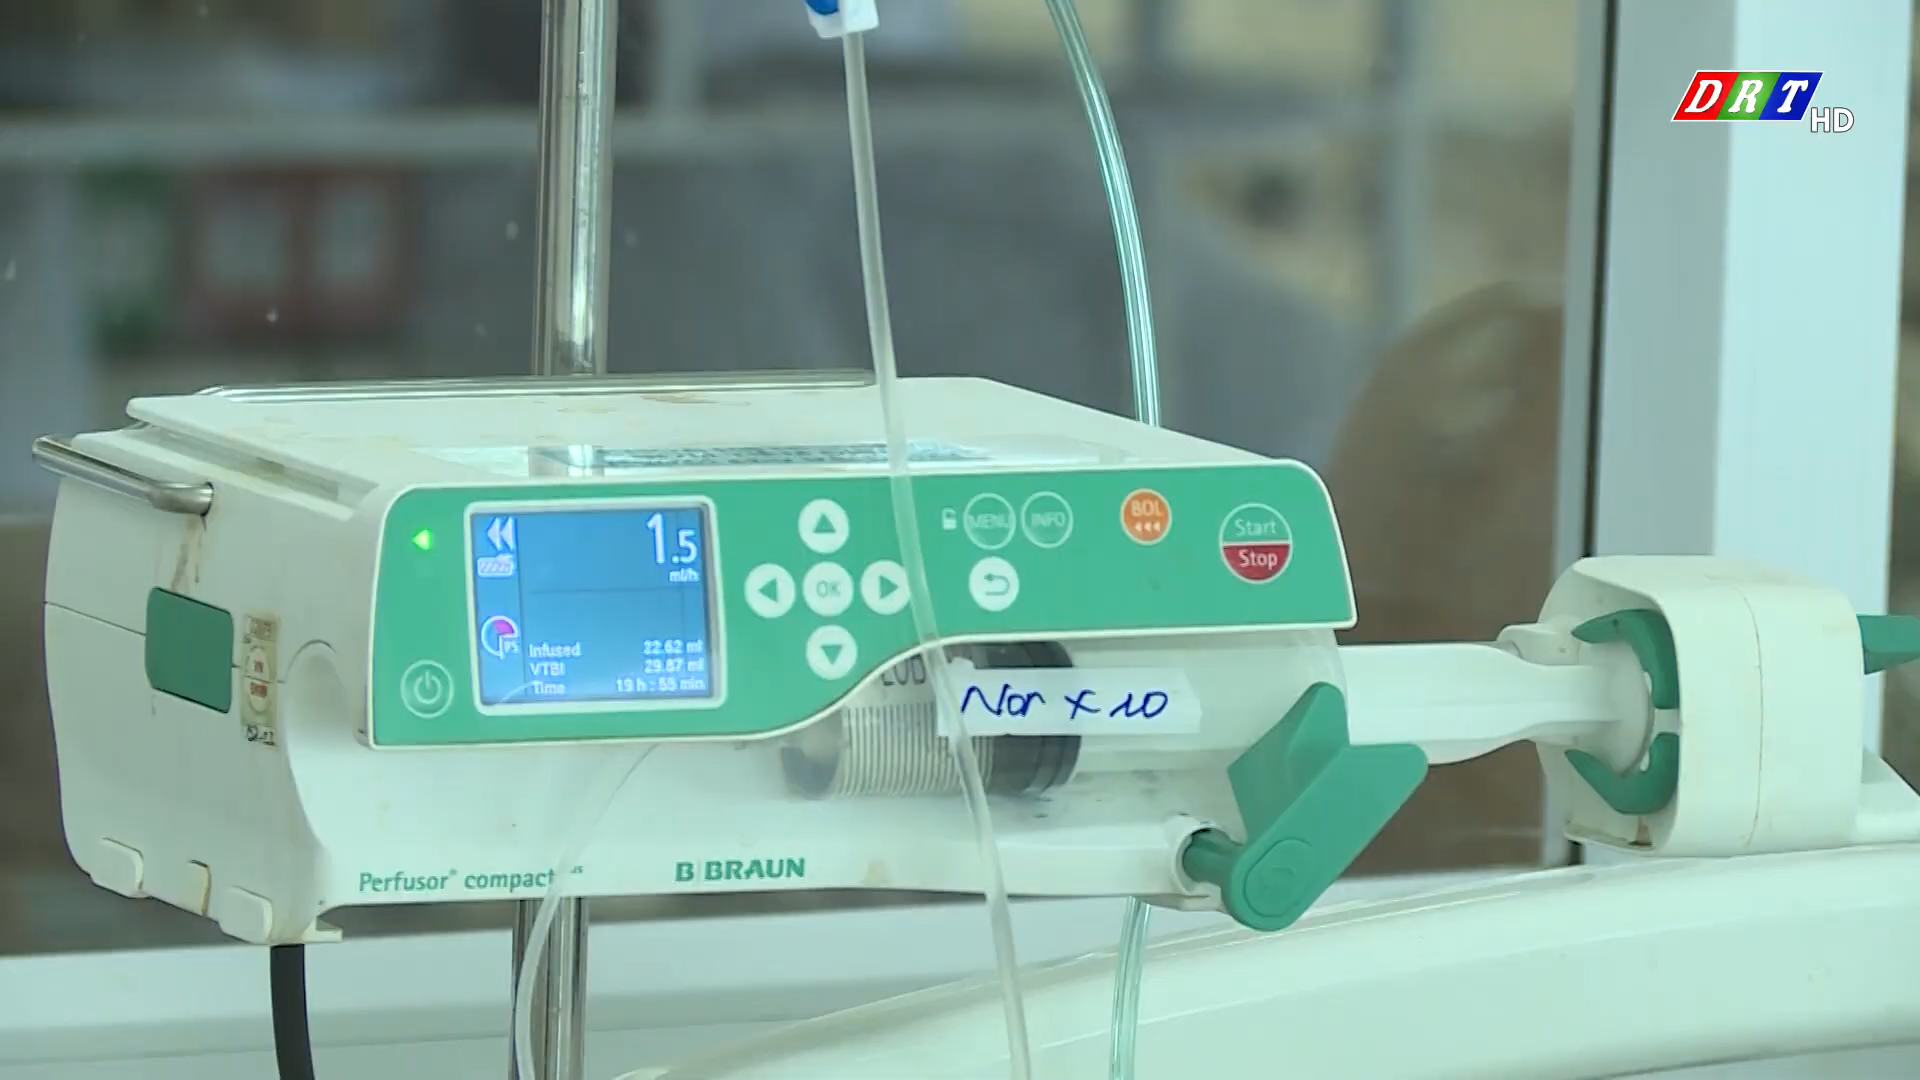 DRT HD
1.5
ml/h
Infused 22.62 ml
VTBI 29.87 ml
Time 19 h : 55 min
PS
OK
MENU
INFO
BOL
Start
Stop
Nor x 10
Perfusor® compact
B BRAUN